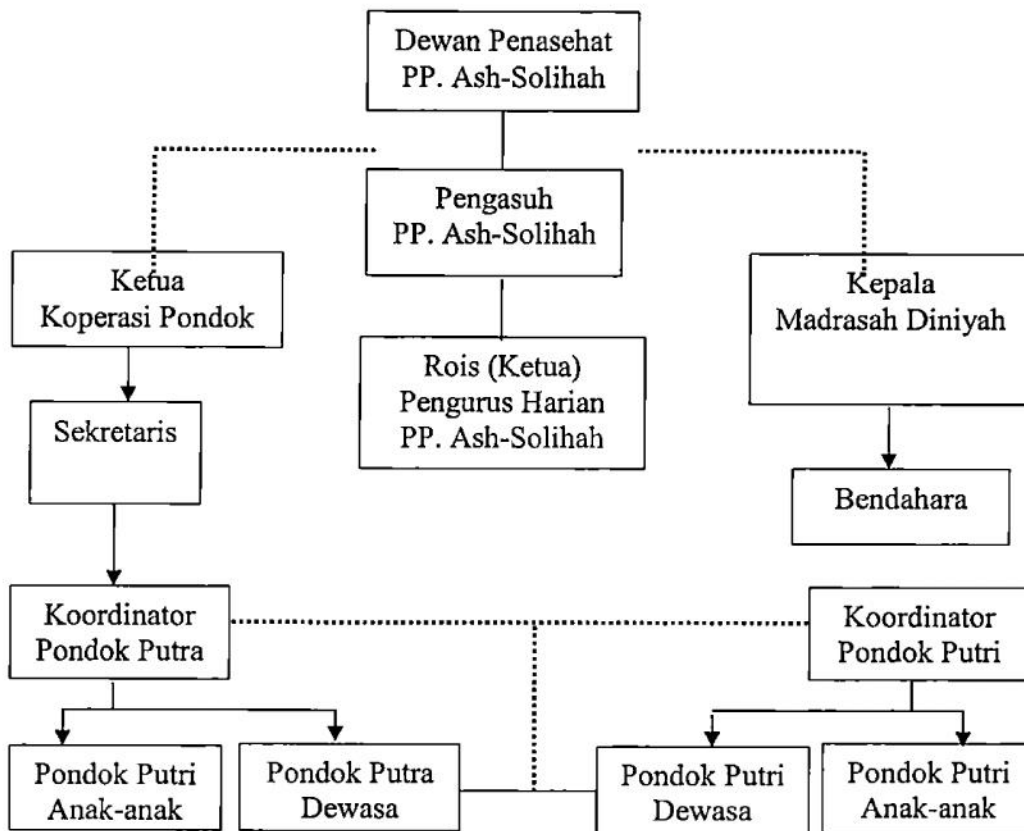 Dewan Penasehat
PP. Ash-Solihah
Pengasuh
PP. Ash-Solihah
Ketua
Koperasi Pondok
Kepala
Madrasah Diniyah
Rois (Ketua)
Pengurus Harian
PP. Ash-Solihah
Sekretaris
Bendahara
Koordinator
Pondok Putra
Koordinator
Pondok Putri
Pondok Putri
Anak-anak
Pondok Putra
Dewasa
Pondok Putri
Dewasa
Pondok Putri
Anak-anak